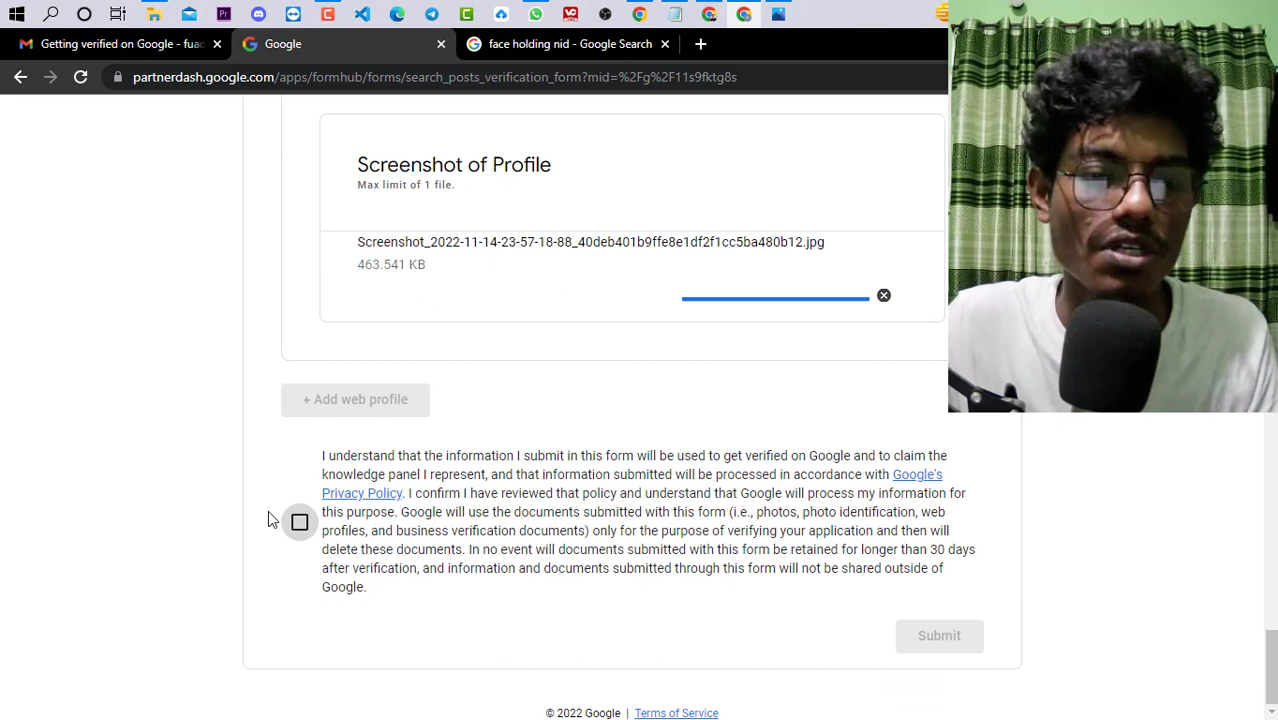 Getting verified on Google - fua
Google
face holding nid - Google Search
partnerdash.google.com/apps/formhub/forms/search_posts_verification_form?mid=%2Fg%2F11s9fktg8s
Screenshot of Profile
Max limit of 1 file.
Screenshot_2022-11-14-23-57-18-88_40deb401b9ffe8e1df2f1cc5ba480b12.jpg
463.541 KB
+ Add web profile
I understand that the information I submit in this form will be used to get verified on Google and to claim the
knowledge panel I represent, and that information submitted will be processed in accordance with Google's
Privacy Policy. I confirm I have reviewed that policy and understand that Google will process my information for
this purpose. Google will use the documents submitted with this form (i.e., photos, photo identification, web
profiles, and business verification documents) only for the purpose of verifying your application and then will
delete these documents. In no event will documents submitted with this form be retained for longer than 30 days
after verification, and information and documents submitted through this form will not be shared outside of
Google.
Submit
© 2022 Google | Terms of Service